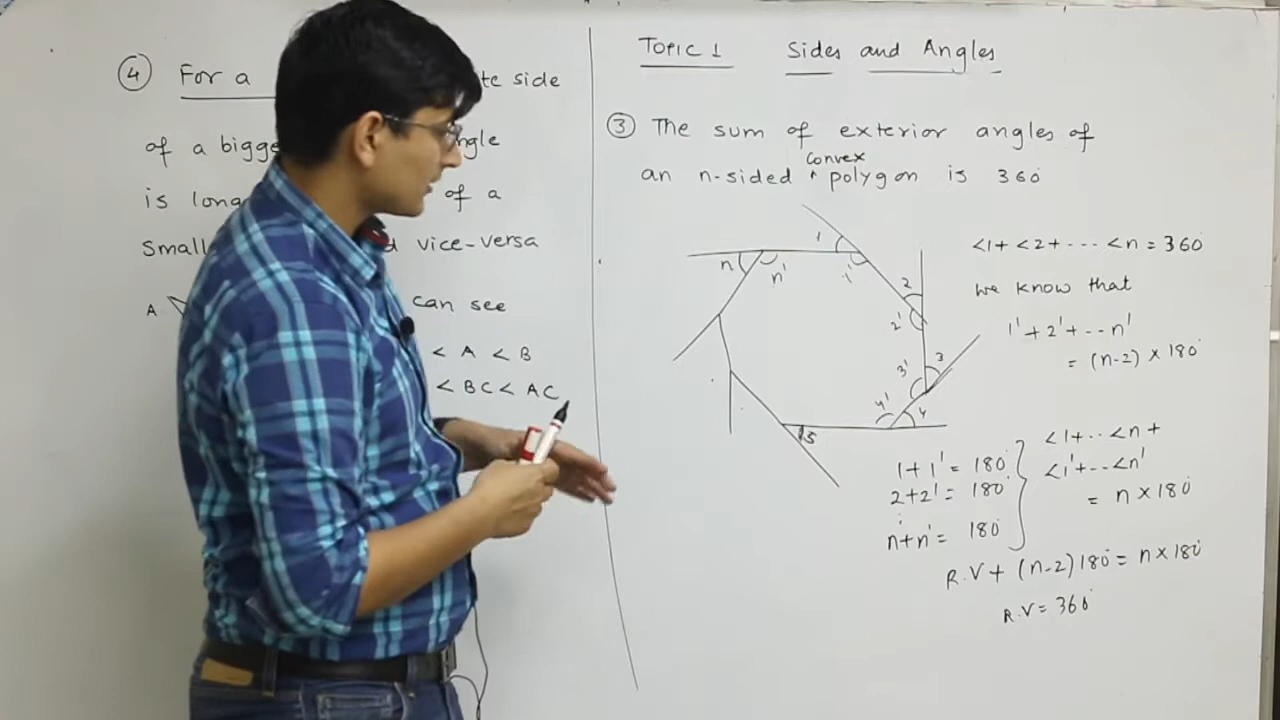 ④ For a te side
of a bigge ngle
is long of a
Small d vice-versa
A can see
< A < B
< BC < AC
TOPIC 1 Sides and Angles
③ The sum of exterior angles of
convex
an n-sided ^ polygon is 360°
1 1' 2 2' 3 3' 4 4' 5 n n'
<1 + <2 + --- <n = 360°
we know that
1' + 2' + -- n'
= (n-2) × 180°
1 + 1' = 180°
2 + 2' = 180°
n + n' = 180°
<1 + .. <n +
<1' + -- <n'
= n × 180°
R.V + (n-2) 180° = n × 180°
R.V = 360°